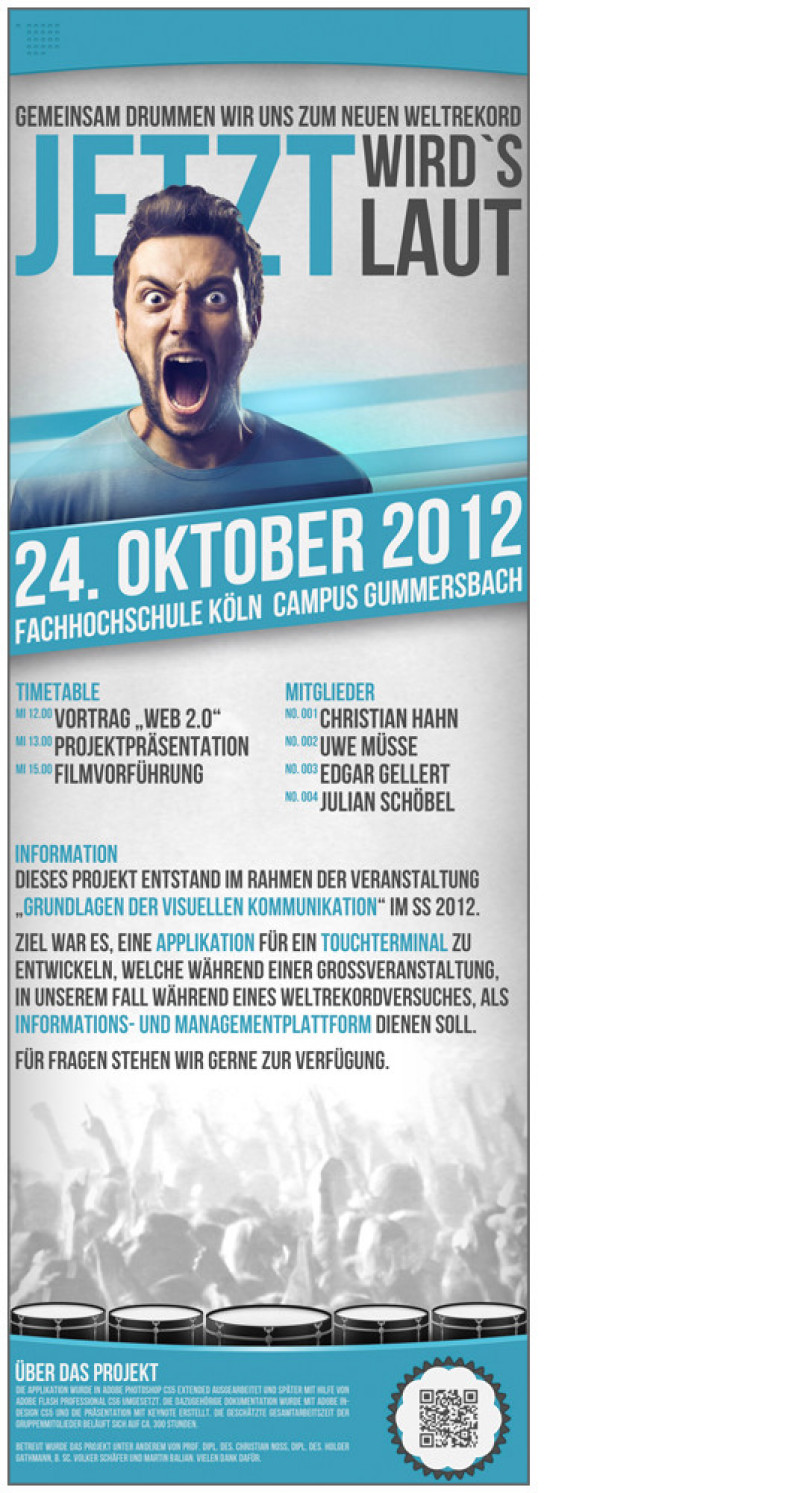 GEMEINSAM DRUMMEN WIR UNS ZUM NEUEN WELTREKORD
JETZT WIRD`S
LAUT
24. OKTOBER 2012
FACHHOCHSCHULE KÖLN CAMPUS GUMMERSBACH
TIMETABLE
MI 12.00 VORTRAG „WEB 2.0“
MI 13.00 PROJEKTPRÄSENTATION
MI 15.00 FILMVORFÜHRUNG
MITGLIEDER
NO. 001 CHRISTIAN HAHN
NO. 002 UWE MÜSSE
NO. 003 EDGAR GELLERT
NO. 004 JULIAN SCHÖBEL
INFORMATION
DIESES PROJEKT ENTSTAND IM RAHMEN DER VERANSTALTUNG
„GRUNDLAGEN DER VISUELLEN KOMMUNIKATION“ IM SS 2012.
ZIEL WAR ES, EINE APPLIKATION FÜR EIN TOUCHTERMINAL ZU
ENTWICKELN, WELCHE WÄHREND EINER GROSSVERANSTALTUNG,
IN UNSEREM FALL WÄHREND EINES WELTREKORDVERSUCHES, ALS
INFORMATIONS- UND MANAGEMENTPLATTFORM DIENEN SOLL.
FÜR FRAGEN STEHEN WIR GERNE ZUR VERFÜGUNG.
ÜBER DAS PROJEKT
DIE APPLIKATION WURDE IN ADOBE PHOTOSHOP CS5 EXTENDED AUSGEARBEITET UND SPÄTER MIT HILFE VON
ADOBE FLASH PROFESSIONAL CS6 UMGESETZT. DIE DAZUGEHÖRIGE DOKUMENTATION WURDE MIT ADOBE IN-
DESIGN CS5 UND DIE PRÄSENTATION MIT KEYNOTE ERSTELLT. DIE GESCHÄTZTE GESAMTARBEITSZEIT DER
GRUPPENMITGLIEDER BELÄUFT SICH AUF CA. 300 STUNDEN.
BETREUT WURDE DAS PROJEKT UNTER ANDEREM VON PROF. DIPL. DES. CHRISTIAN NOSS, DIPL. DES. HOLGER
GATHMANN, B. SC. VOLKER SCHÄFER UND MARTIN BALJAN. VIELEN DANK DAFÜR.